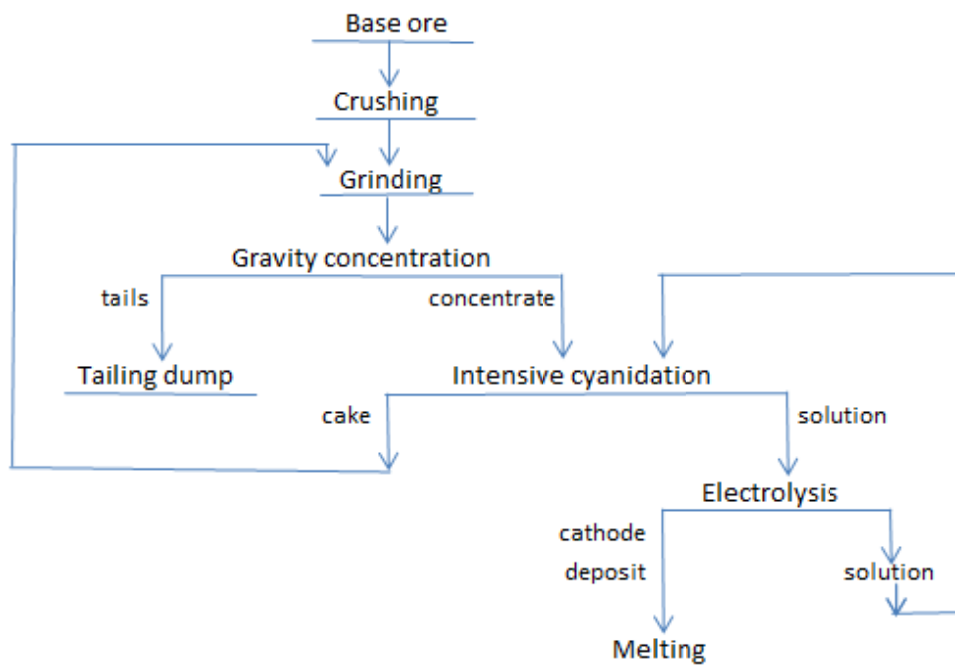 Base ore
Crushing
Grinding
Gravity concentration
tails
concentrate
Tailing dump
Intensive cyanidation
cake
solution
Electrolysis
cathode
deposit
solution
Melting